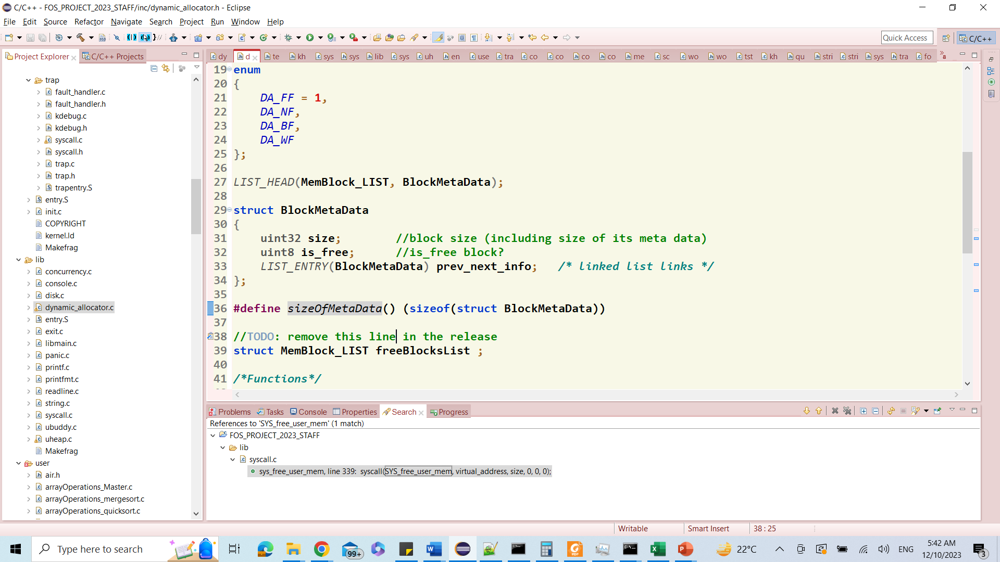 C/C++ - FOS_PROJECT_2023_STAFF/inc/dynamic_allocator.h - Eclipse
File Edit Source Refactor Navigate Search Project Run Window Help
Quick Access
C/C++
Project Explorer
C/C++ Projects
dy d te kh sys sys lib sys uh en use tra co co co co me sc wo wo tst kh qu stri stri sys tra fo »8
trap
fault_handler.c
fault_handler.h
kdebug.c
kdebug.h
syscall.c
syscall.h
trap.c
trap.h
trapentry.S
entry.S
init.c
COPYRIGHT
kernel.ld
Makefrag
lib
concurrency.c
console.c
disk.c
dynamic_allocator.c
entry.S
exit.c
libmain.c
panic.c
printf.c
printfmt.c
readline.c
string.c
syscall.c
ubuddy.c
uheap.c
Makefrag
user
air.h
arrayOperations_Master.c
arrayOperations_mergesort.c
arrayOperations_quicksort.c
19 enum
20 {
21 DA_FF = 1,
22 DA_NF,
23 DA_BF,
24 DA_WF
25 };
26
27 LIST_HEAD(MemBlock_LIST, BlockMetaData);
28
29 struct BlockMetaData
30 {
31 uint32 size; //block size (including size of its meta data)
32 uint8 is_free; //is_free block?
33 LIST_ENTRY(BlockMetaData) prev_next_info; /* linked list links */
34 };
35
36 #define sizeOfMetaData() (sizeof(struct BlockMetaData))
37
38 //TODO: remove this line in the release
39 struct MemBlock_LIST freeBlocksList ;
40
41 /*Functions*/
Problems Tasks Console Properties Search Progress
References to 'SYS_free_user_mem' (1 match)
FOS_PROJECT_2023_STAFF
lib
syscall.c
sys_free_user_mem, line 339: syscall(SYS_free_user_mem, virtual_address, size, 0, 0, 0);
Writable
Smart Insert
38 : 25
Type here to search
99+
22°C
ENG
5:42 AM
12/10/2023
3